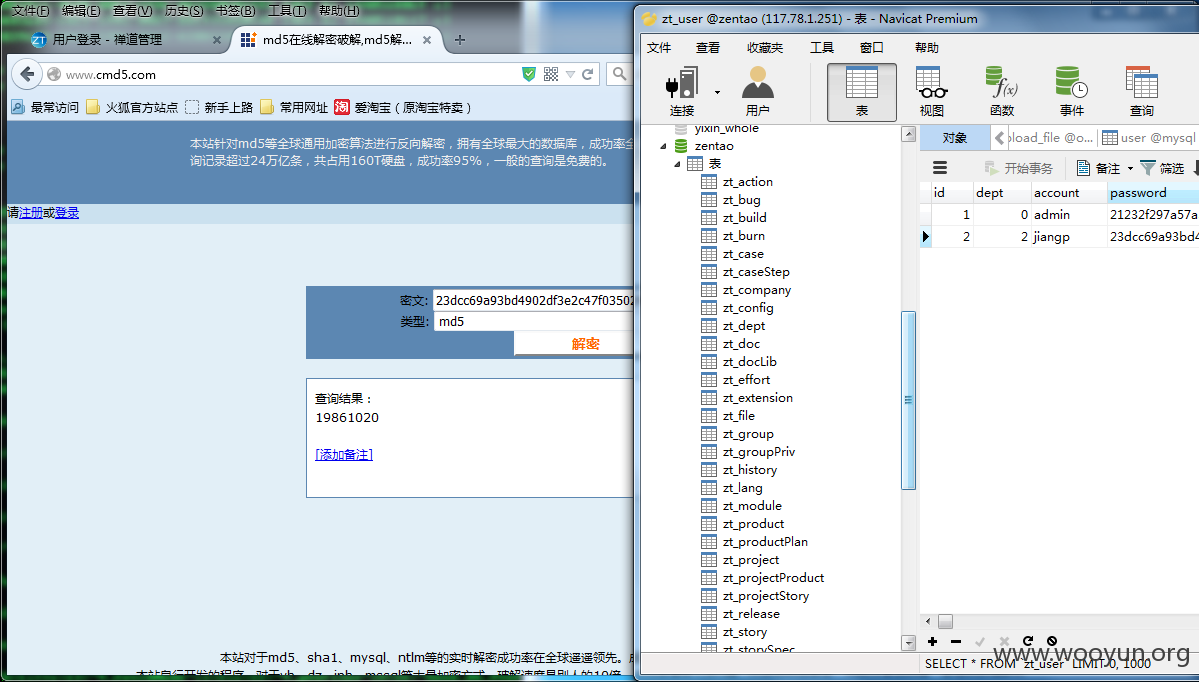 文件(F) 编辑(E) 查看(V) 历史(S) 书签(B) 工具(T) 帮助(H)
用户登录 - 禅道管理
md5在线解密破解,md5解...
www.cmd5.com
最常访问 火狐官方站点 新手上路 常用网址 爱淘宝（原淘宝特卖）
本站针对md5等全球通用加密算法进行反向解密，拥有全球最大的数据库，成功率全
询记录超过24万亿条，共占用160T硬盘，成功率95%，一般的查询是免费的。
请注册或登录
密文: 23dcc69a93bd4902df3e2c47f03502
类型: md5
解密
查询结果：
19861020
[添加备注]
本站对于md5、sha1、mysql、ntlm等的实时解密成功率在全球遥遥领先。
zt_user @zentao (117.78.1.251) - 表 - Navicat Premium
文件 查看 收藏夹 工具 窗口 帮助
连接 用户 表 视图 函数 事件 查询
yixin_whole
zentao
表
zt_action
zt_bug
zt_build
zt_burn
zt_case
zt_caseStep
zt_company
zt_config
zt_dept
zt_doc
zt_docLib
zt_effort
zt_extension
zt_file
zt_group
zt_groupPriv
zt_history
zt_lang
zt_module
zt_product
zt_productPlan
zt_project
zt_projectProduct
zt_projectStory
zt_release
zt_story
zt_storySpec
对象 pload_file @o... user @mysql
开始事务 备注 筛选
id dept account password
1 0 admin 21232f297a57a
2 2 jiangp 23dcc69a93bd4
SELECT * FROM `zt_user` LIMIT 0, 1000
www.wooyun.org